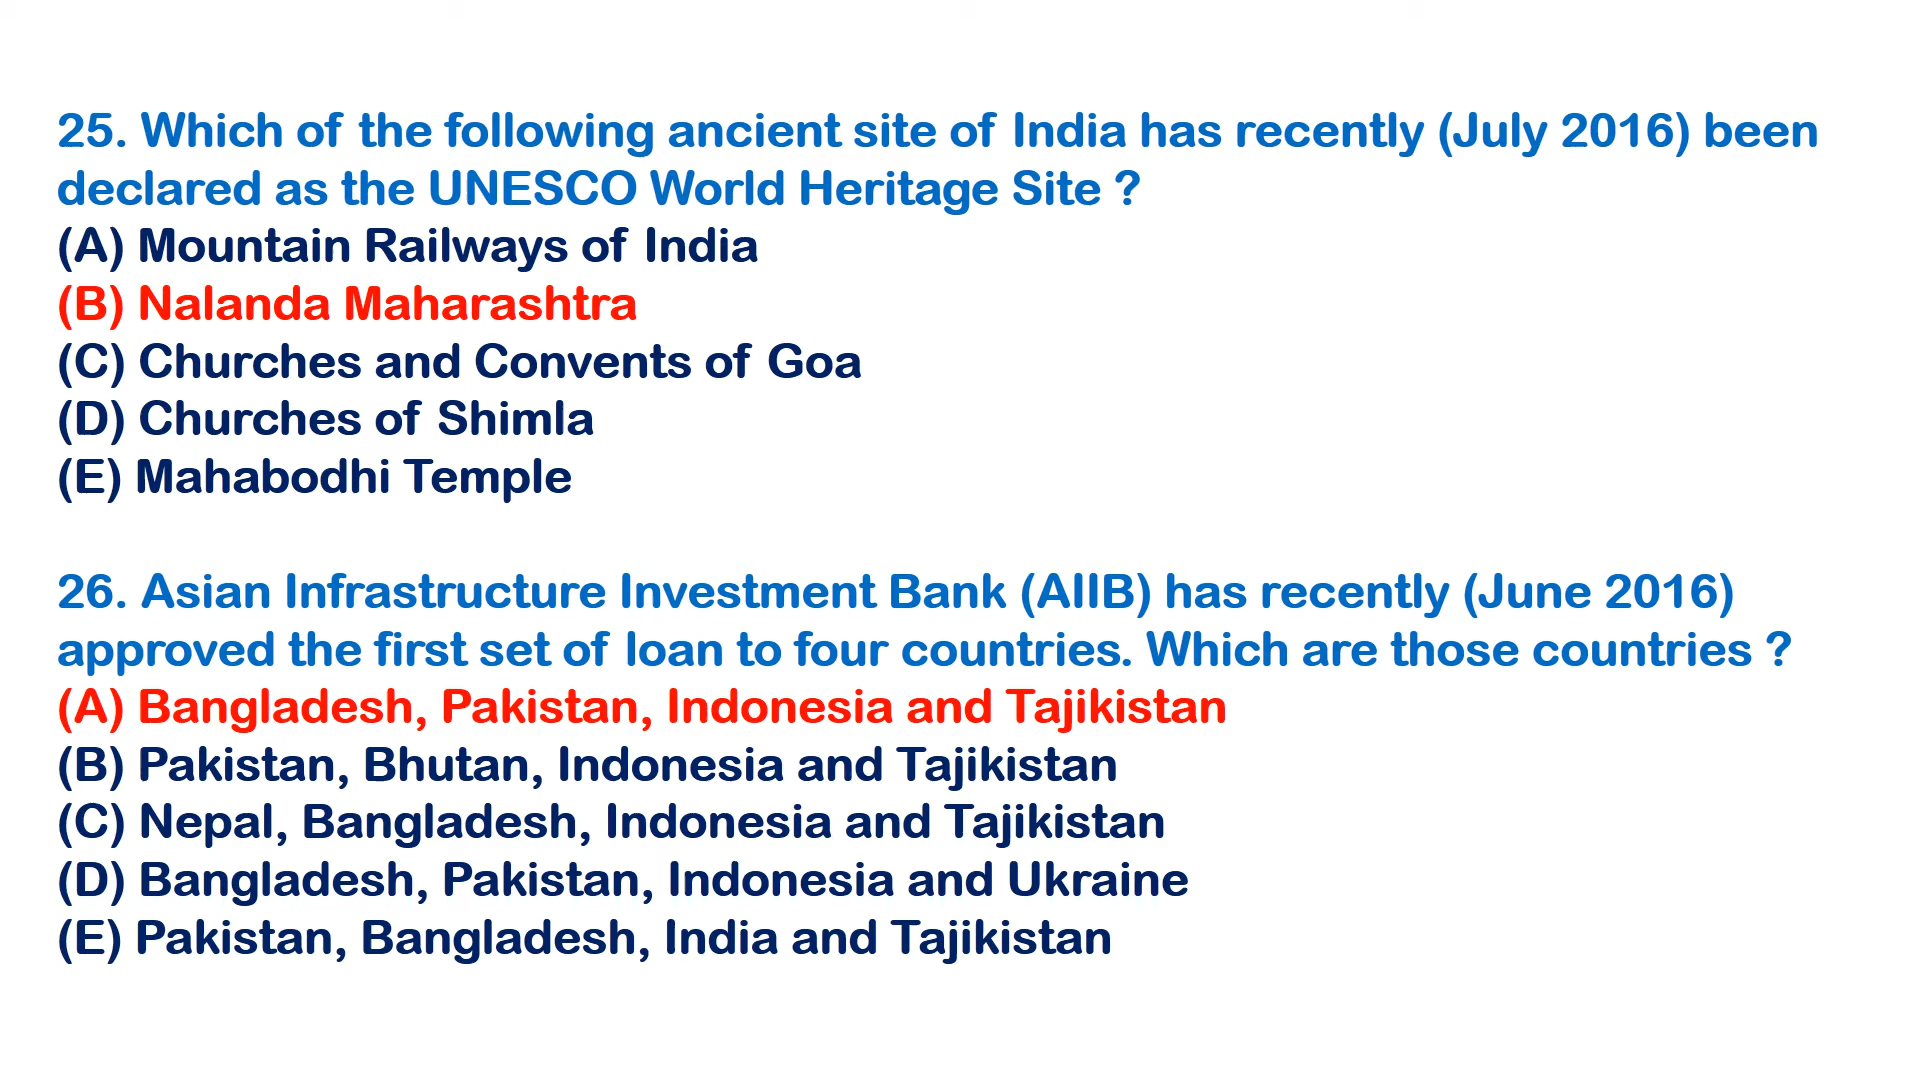 25. Which of the following ancient site of India has recently (July 2016) been
declared as the UNESCO World Heritage Site ?
(A) Mountain Railways of India
(B) Nalanda Maharashtra
(C) Churches and Convents of Goa
(D) Churches of Shimla
(E) Mahabodhi Temple
26. Asian Infrastructure Investment Bank (AIIB) has recently (June 2016)
approved the first set of loan to four countries. Which are those countries ?
(A) Bangladesh, Pakistan, Indonesia and Tajikistan
(B) Pakistan, Bhutan, Indonesia and Tajikistan
(C) Nepal, Bangladesh, Indonesia and Tajikistan
(D) Bangladesh, Pakistan, Indonesia and Ukraine
(E) Pakistan, Bangladesh, India and Tajikistan